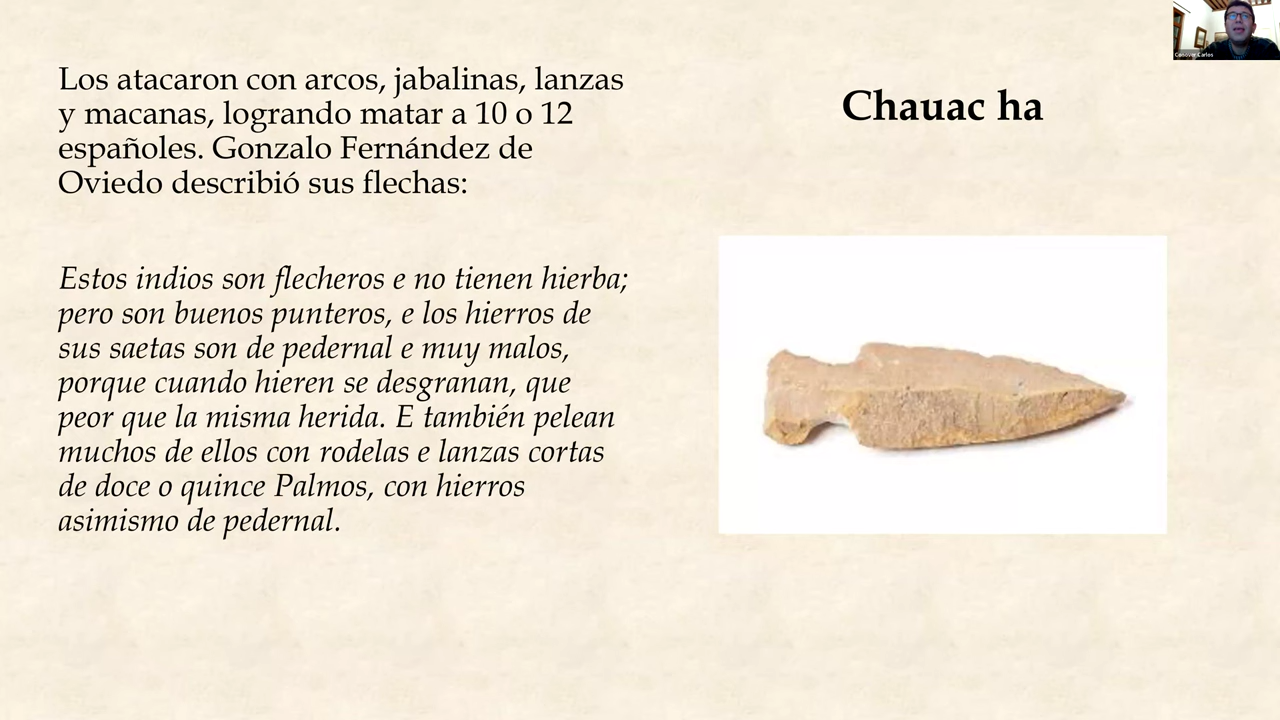 Los atacaron con arcos, jabalinas, lanzas
y macanas, logrando matar a 10 o 12
españoles. Gonzalo Fernández de
Oviedo describió sus flechas:
Estos indios son flecheros e no tienen hierba;
pero son buenos punteros, e los hierros de
sus saetas son de pedernal e muy malos,
porque cuando hieren se desgranan, que
peor que la misma herida. E también pelean
muchos de ellos con rodelas e lanzas cortas
de doce o quince Palmos, con hierros
asimismo de pedernal.
Chauac ha
Carlos